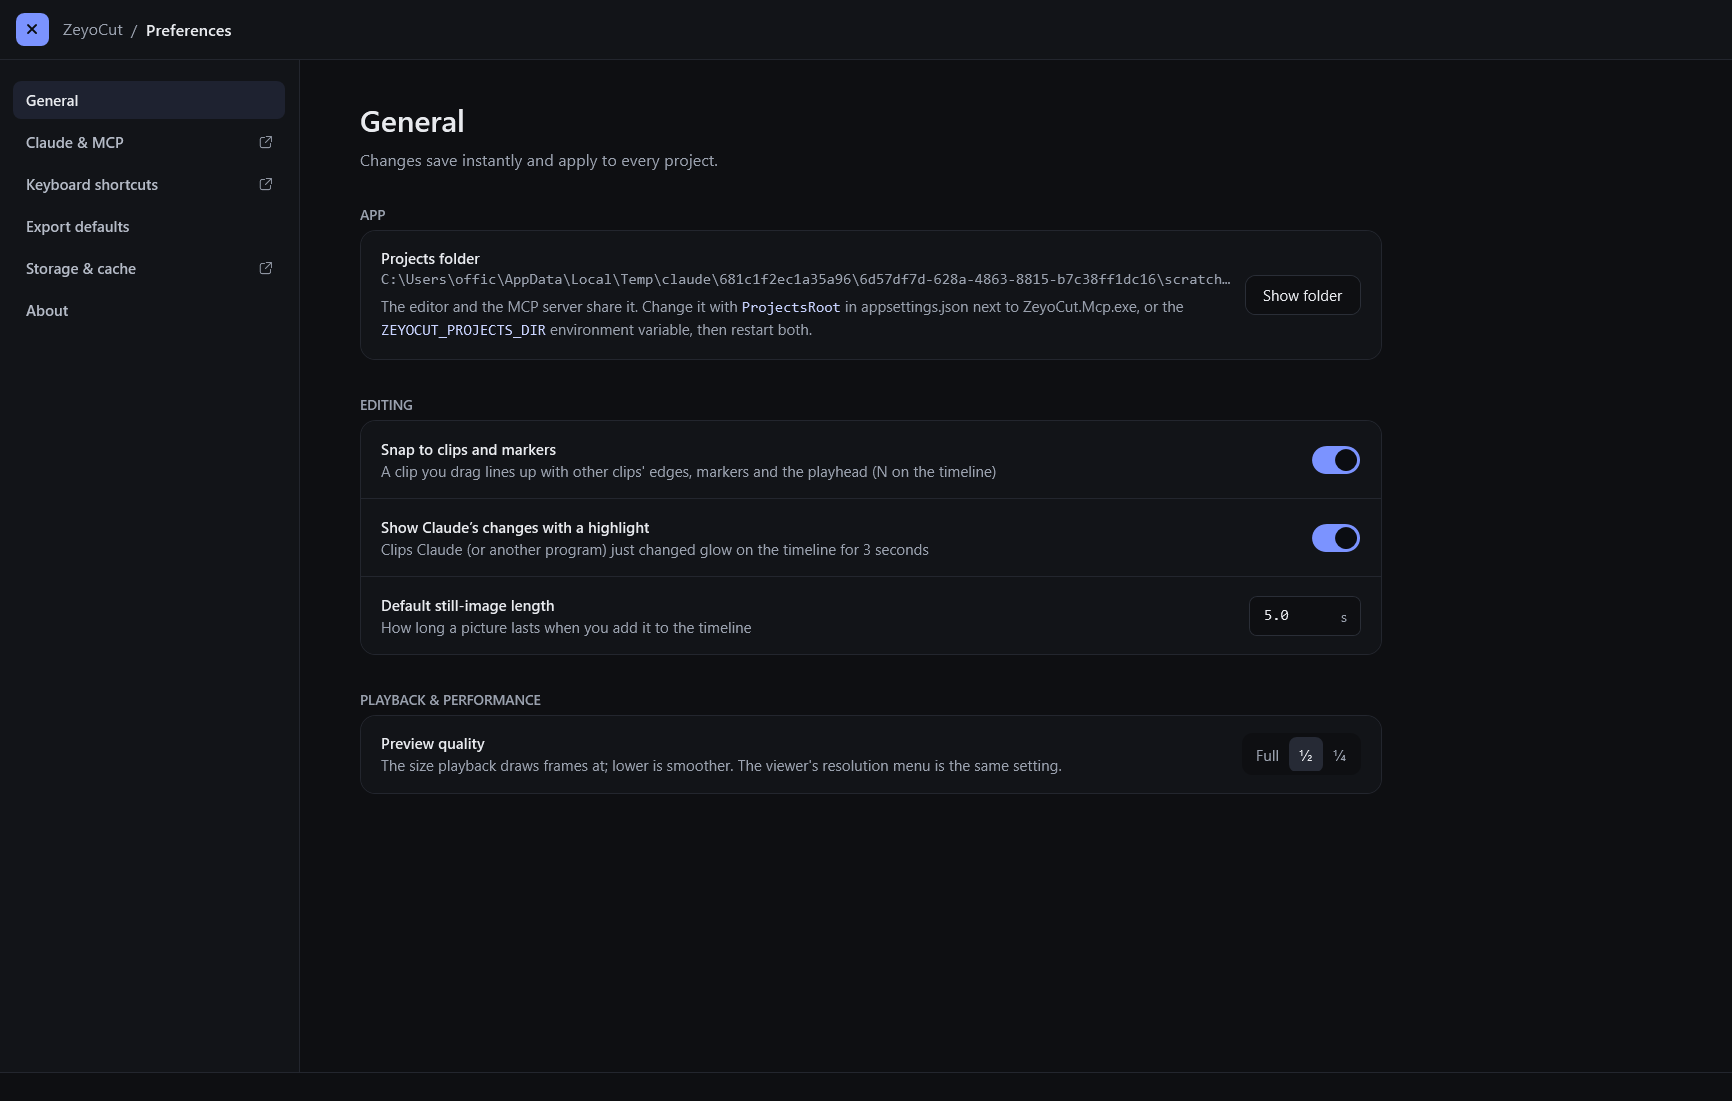 ZeyoCut / Preferences
General
Claude & MCP
Keyboard shortcuts
Export defaults
Storage & cache
About
General
Changes save instantly and apply to every project.
APP
Projects folder
C:\Users\offic\AppData\Local\Temp\claude\681c1f2ec1a35a96\6d57df7d-628a-4863-8815-b7c38ff1dc16\scratch…
The editor and the MCP server share it. Change it with ProjectsRoot in appsettings.json next to ZeyoCut.Mcp.exe, or the
ZEYOCUT_PROJECTS_DIR environment variable, then restart both.
Show folder
EDITING
Snap to clips and markers
A clip you drag lines up with other clips' edges, markers and the playhead (N on the timeline)
Show Claude’s changes with a highlight
Clips Claude (or another program) just changed glow on the timeline for 3 seconds
Default still-image length
How long a picture lasts when you add it to the timeline
5.0 s
PLAYBACK & PERFORMANCE
Preview quality
The size playback draws frames at; lower is smoother. The viewer's resolution menu is the same setting.
Full ½ ¼